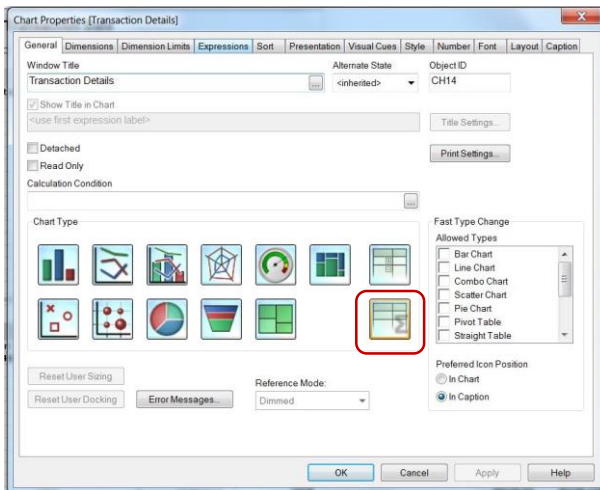 Chart Properties [Transaction Details]
General Dimensions Dimension Limits Expressions Sort Presentation Visual Cues Style Number Font Layout Caption
Window Title Alternate State Object ID
Transaction Details ... <inherited> CH14
Show Title in Chart
<use first expression label> Title Settings...
Detached
Print Settings...
Read Only
Calculation Condition
...
Chart Type Fast Type Change
Allowed Types
Bar Chart
Line Chart
Combo Chart
Scatter Chart
Pie Chart
Pivot Table
Straight Table
Σ
Preferred Icon Position
Reset User Sizing Reference Mode: In Chart
Reset User Docking Error Messages... Dimmed In Caption
OK Cancel Apply Help